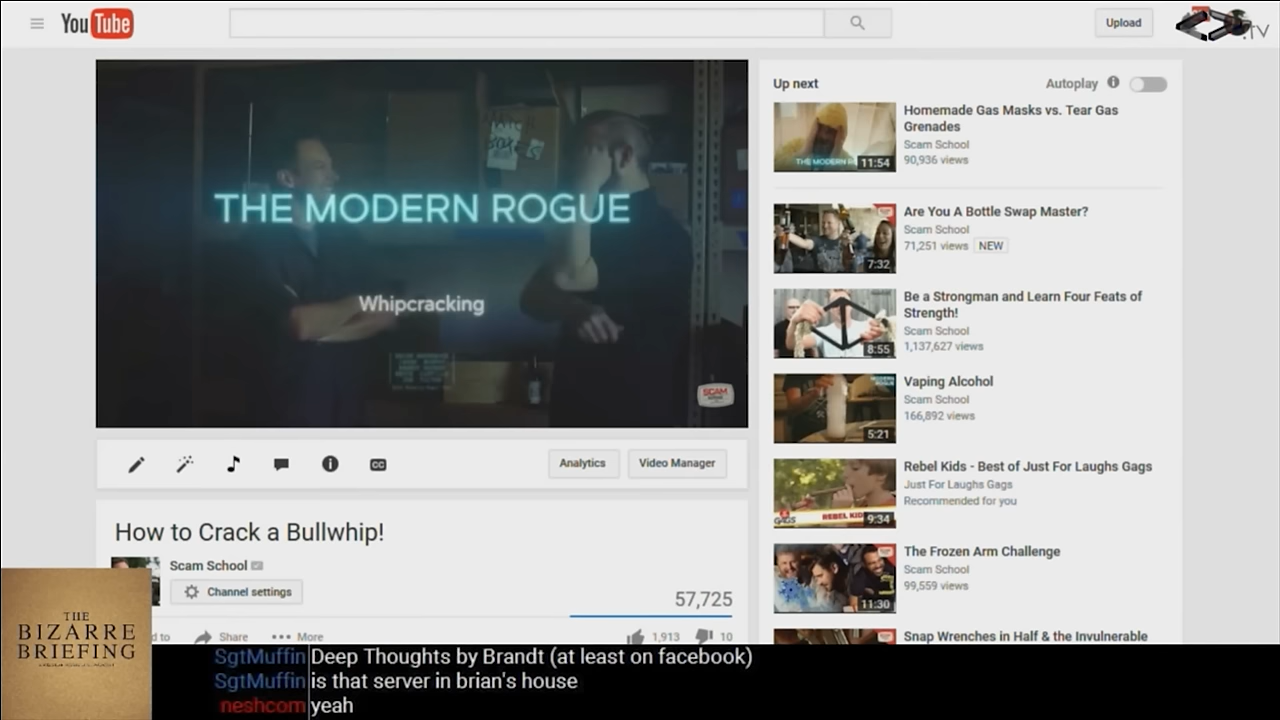 YouTube
Upload
.TV
THE MODERN ROGUE
Whipcracking
SCAM
Analytics
Video Manager
How to Crack a Bullwhip!
Scam School
Channel settings
57,725
d to
Share
More
1,913
10
Up next
Autoplay
THE MODERN
11:54
Homemade Gas Masks vs. Tear Gas
Grenades
Scam School
90,936 views
7:32
Are You A Bottle Swap Master?
Scam School
71,251 views NEW
8:55
Be a Strongman and Learn Four Feats of
Strength!
Scam School
1,137,627 views
5:21
Vaping Alcohol
Scam School
166,892 views
GAGS
REBEL KID
9:34
Rebel Kids - Best of Just For Laughs Gags
Just For Laughs Gags
Recommended for you
11:30
The Frozen Arm Challenge
Scam School
99,559 views
Snap Wrenches in Half & the Invulnerable
THE
BIZARRE
BRIEFING
SgtMuffin Deep Thoughts by Brandt (at least on facebook)
SgtMuffin is that server in brian's house
neshcom yeah